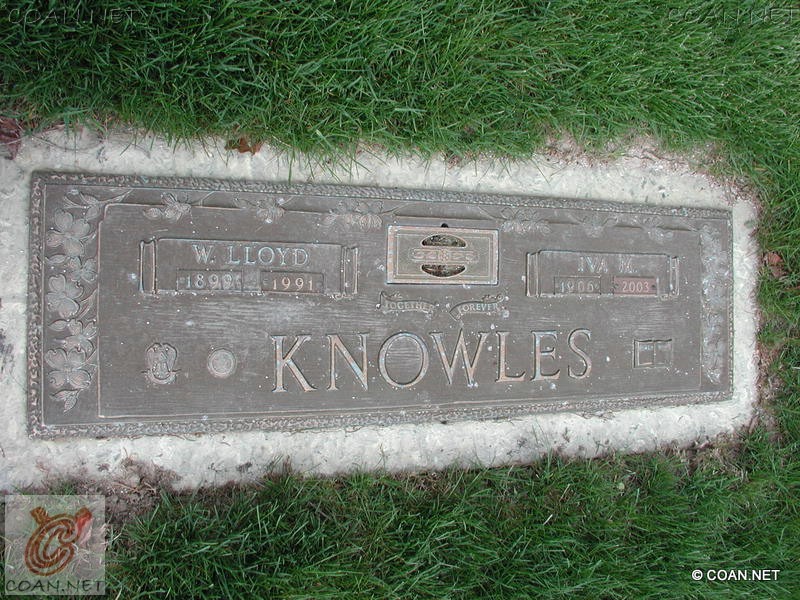 COAN.NET
COAN.NET
W. LLOYD
1899 1991
IVA M.
1906 2003
TOGETHER FOREVER
KNOWLES
COAN.NET
© COAN.NET